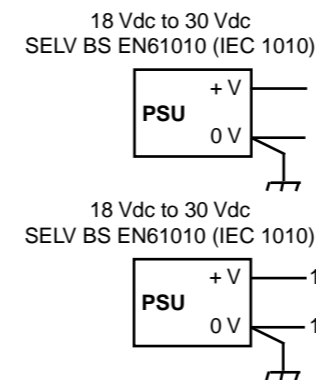 18 Vdc to 30 Vdc
SELV BS EN61010 (IEC 1010)
+ V
PSU
0 V
18 Vdc to 30 Vdc
SELV BS EN61010 (IEC 1010)
+ V
1
PSU
0 V
1